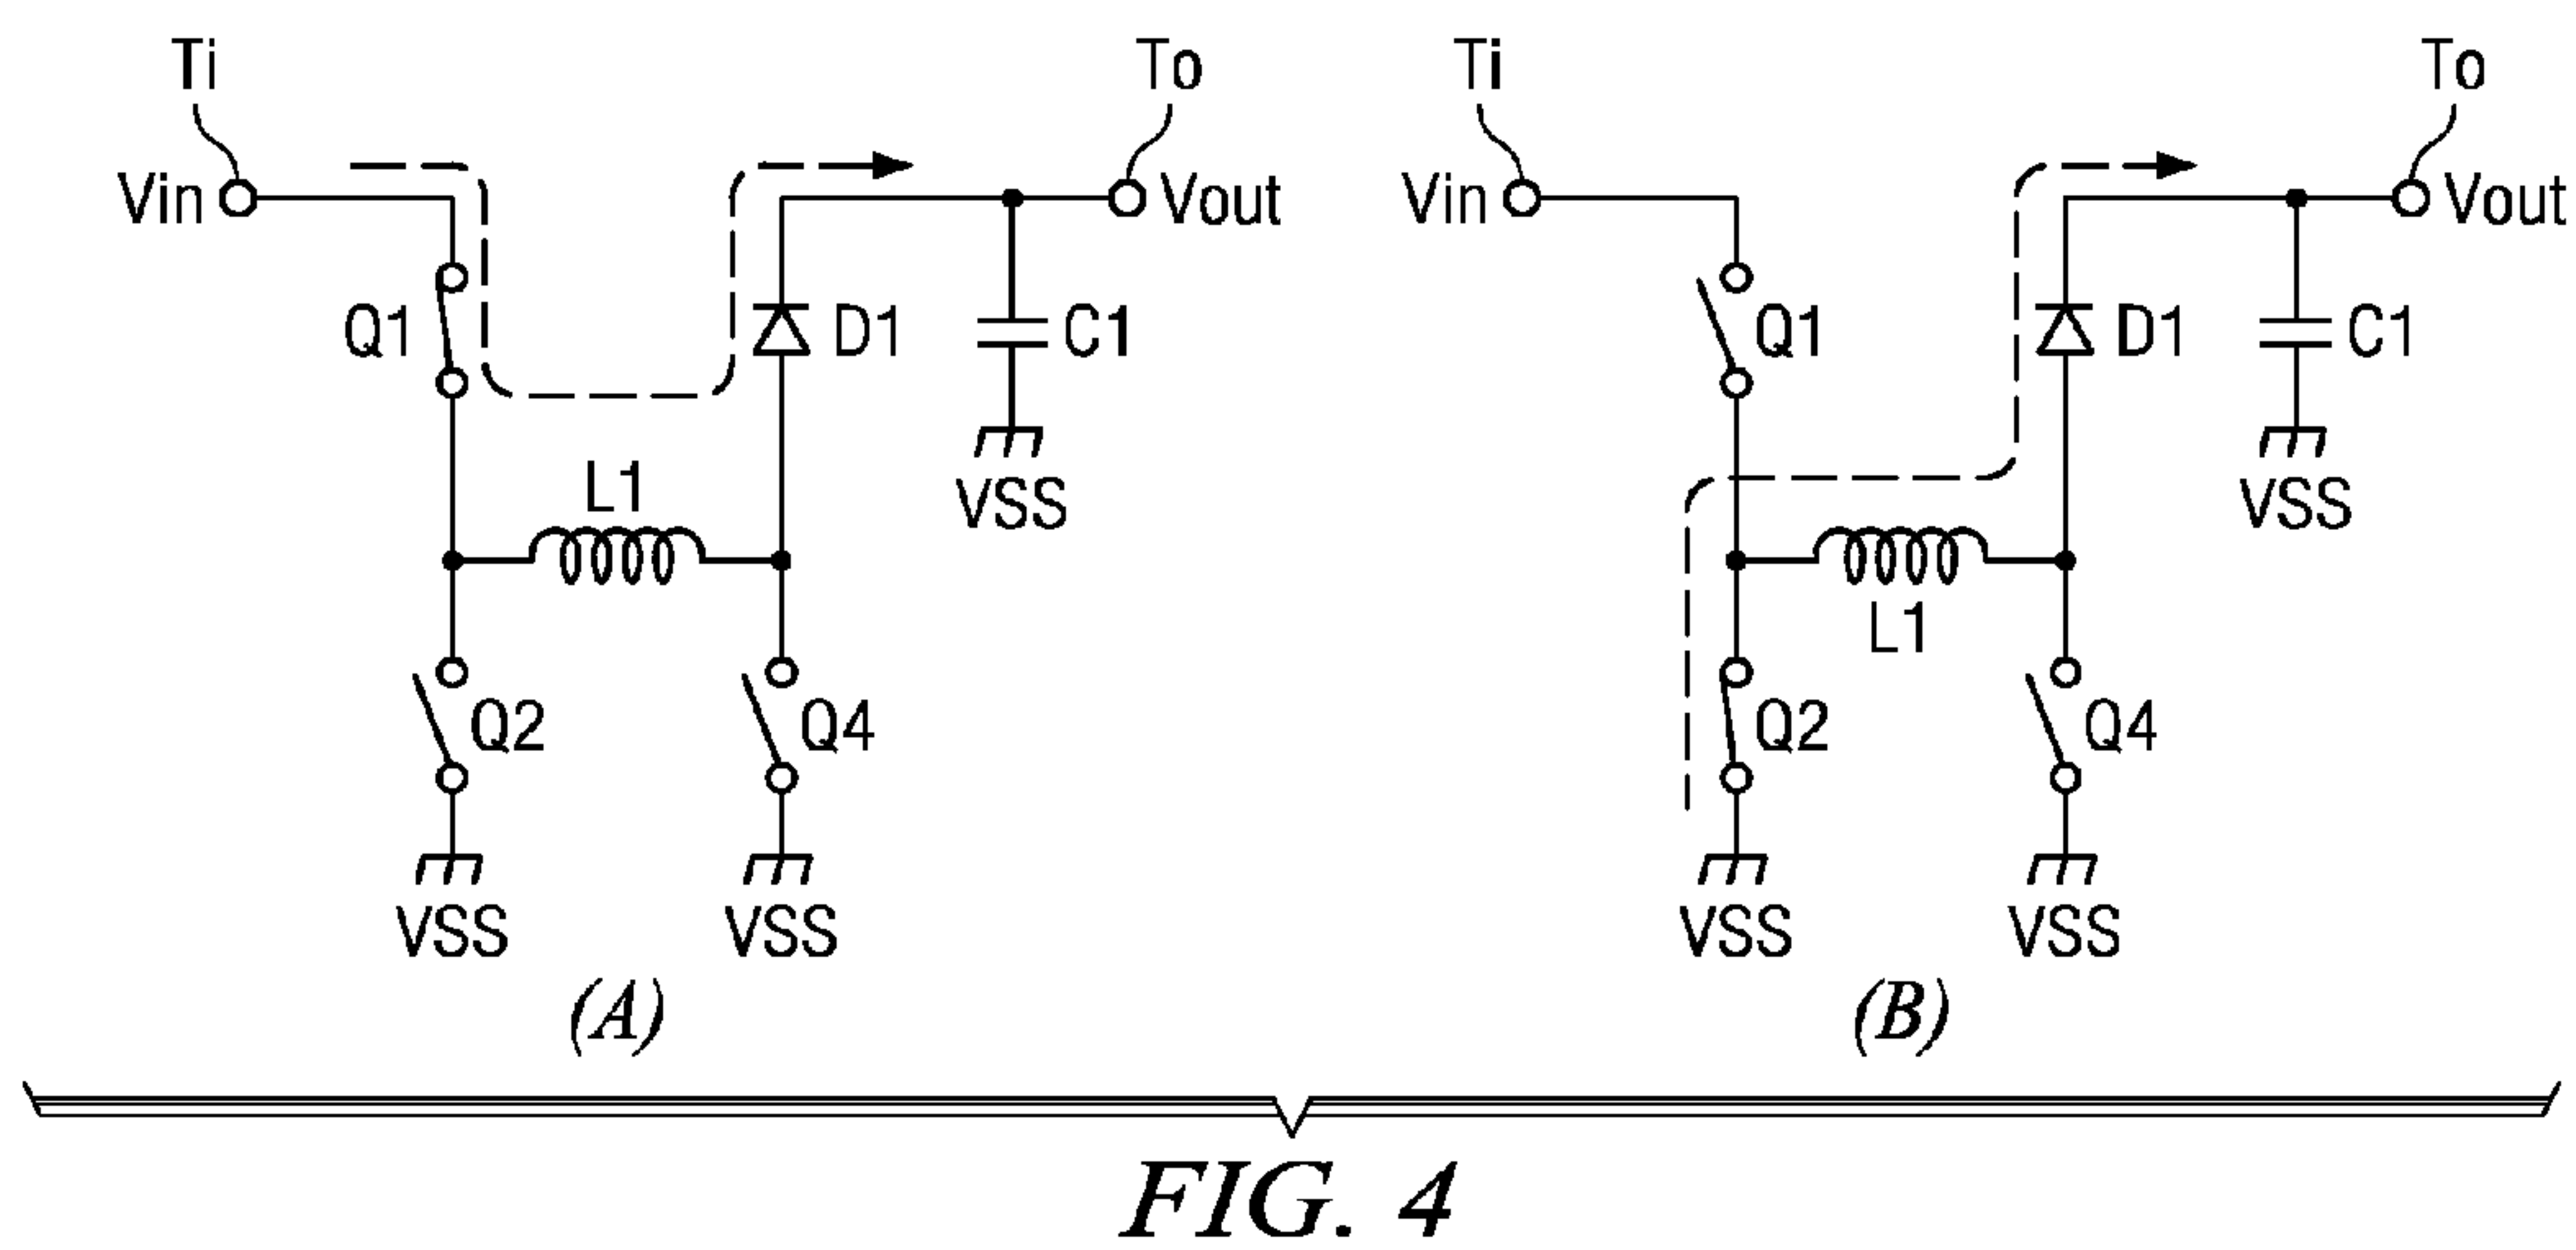 Ti To Ti To
Vin Vout Vin Vout
Q1 D1 C1 Q1 D1 C1
L1 VSS VSS
L1
Q2 Q4 Q2 Q4
VSS VSS VSS VSS
(A) (B)
FIG. 4